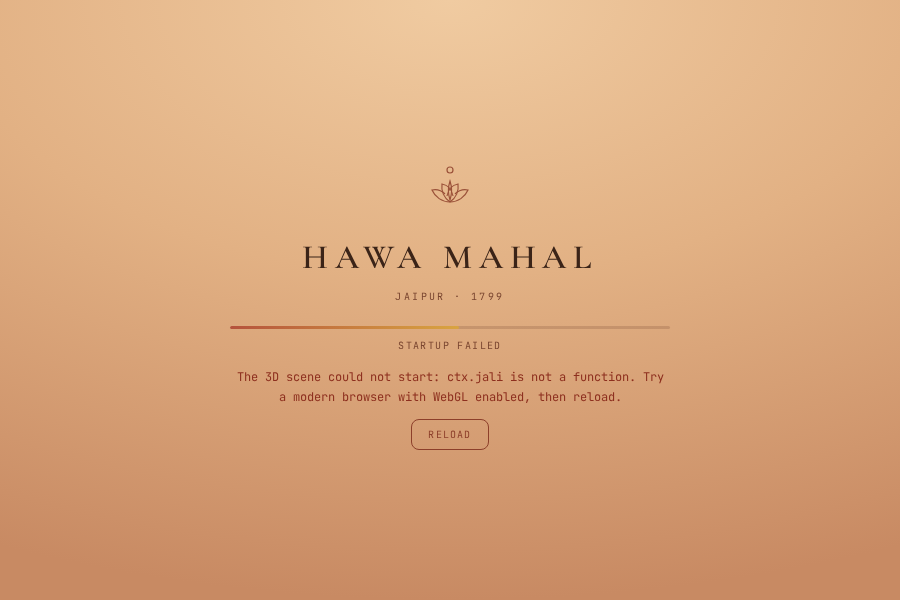 HAWA MAHAL
JAIPUR · 1799
STARTUP FAILED
The 3D scene could not start: ctx.jali is not a function. Try
a modern browser with WebGL enabled, then reload.
RELOAD